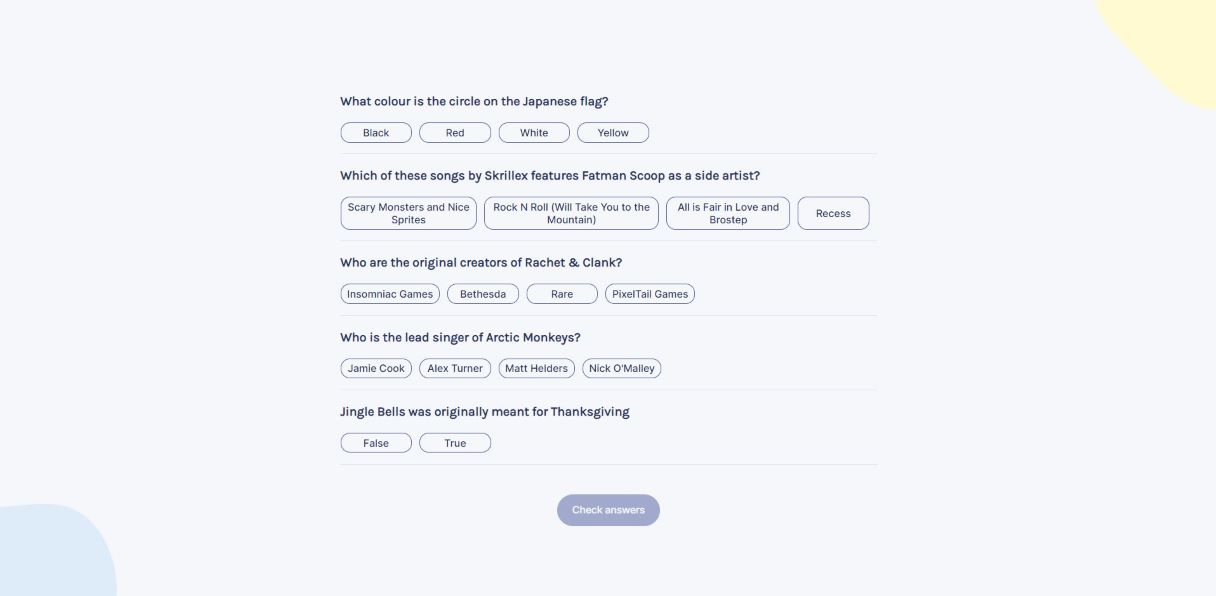 What colour is the circle on the Japanese flag?
Black
Red
White
Yellow
Which of these songs by Skrillex features Fatman Scoop as a side artist?
Scary Monsters and Nice
Sprites
Rock N Roll (Will Take You to the
Mountain)
All is Fair in Love and
Brostep
Recess
Who are the original creators of Rachet & Clank?
Insomniac Games
Bethesda
Rare
PixelTail Games
Who is the lead singer of Arctic Monkeys?
Jamie Cook
Alex Turner
Matt Helders
Nick O'Malley
Jingle Bells was originally meant for Thanksgiving
False
True
Check answers